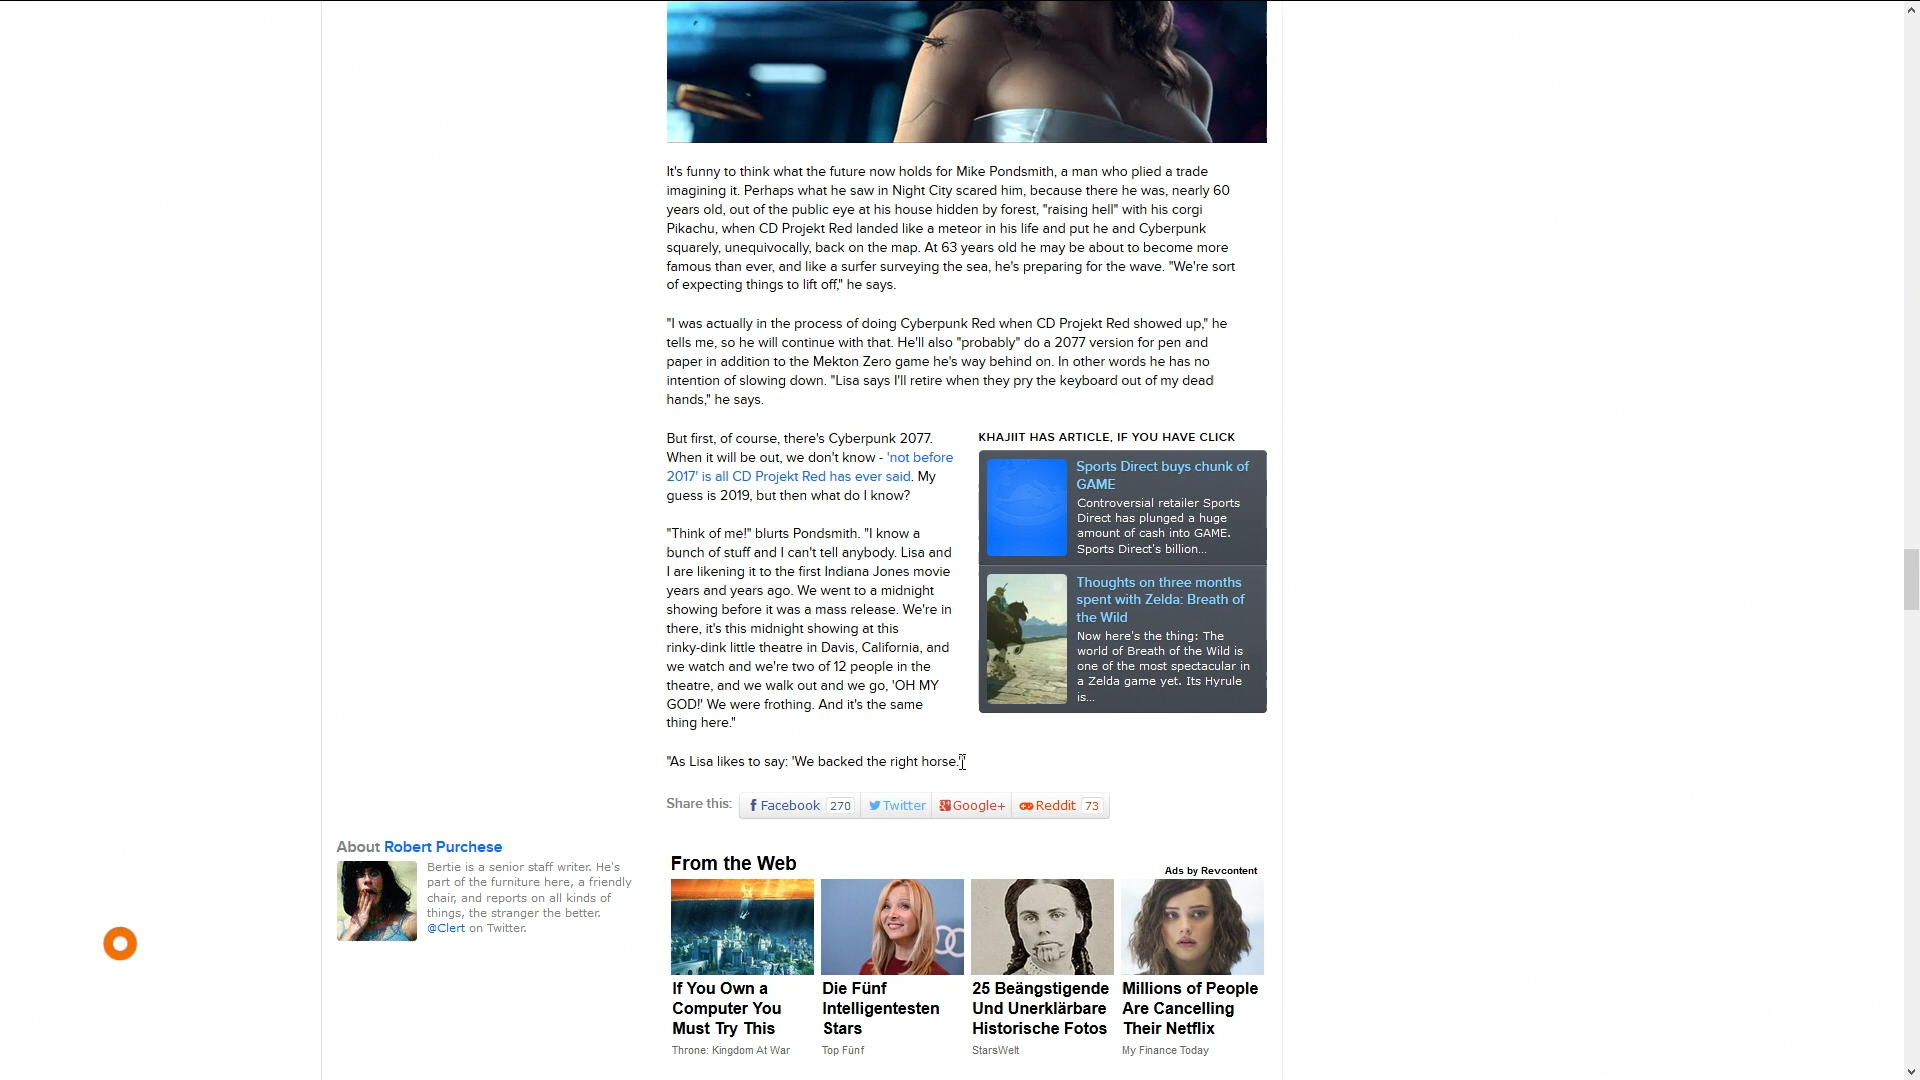 It's funny to think what the future now holds for Mike Pondsmith, a man who plied a trade
imagining it. Perhaps what he saw in Night City scared him, because there he was, nearly 60
years old, out of the public eye at his house hidden by forest, "raising hell" with his corgi
Pikachu, when CD Projekt Red landed like a meteor in his life and put he and Cyberpunk
squarely, unequivocally, back on the map. At 63 years old he may be about to become more
famous than ever, and like a surfer surveying the sea, he's preparing for the wave. "We're sort
of expecting things to lift off," he says.
"I was actually in the process of doing Cyberpunk Red when CD Projekt Red showed up," he
tells me, so he will continue with that. He'll also "probably" do a 2077 version for pen and
paper in addition to the Mekton Zero game he's way behind on. In other words he has no
intention of slowing down. "Lisa says I'll retire when they pry the keyboard out of my dead
hands," he says.
But first, of course, there's Cyberpunk 2077.
When it will be out, we don't know - 'not before
2017' is all CD Projekt Red has ever said. My
guess is 2019, but then what do I know?
"Think of me!" blurts Pondsmith. "I know a
bunch of stuff and I can't tell anybody. Lisa and
I are likening it to the first Indiana Jones movie
years and years ago. We went to a midnight
showing before it was a mass release. We're in
there, it's this midnight showing at this
rinky-dink little theatre in Davis, California, and
we watch and we're two of 12 people in the
theatre, and we walk out and we go, 'OH MY
GOD!' We were frothing. And it's the same
thing here."
KHAJIIT HAS ARTICLE, IF YOU HAVE CLICK
Sports Direct buys chunk of
GAME
Controversial retailer Sports
Direct has plunged a huge
amount of cash into GAME.
Sports Direct's billion...
Thoughts on three months
spent with Zelda: Breath of
the Wild
Now here's the thing: The
world of Breath of the Wild is
one of the most spectacular in
a Zelda game yet. Its Hyrule
is...
"As Lisa likes to say: 'We backed the right horse.'"
Share this: Facebook 270 Twitter Google+ Reddit 73
About Robert Purchese
Bertie is a senior staff writer. He's
part of the furniture here, a friendly
chair, and reports on all kinds of
things, the stranger the better.
@Clert on Twitter.
From the Web
Ads by Revcontent
If You Own a
Computer You
Must Try This
Throne: Kingdom At War
Die Fünf
Intelligentesten
Stars
Top Fünf
25 Beängstigende
Und Unerklärbare
Historische Fotos
StarsWelt
Millions of People
Are Cancelling
Their Netflix
My Finance Today